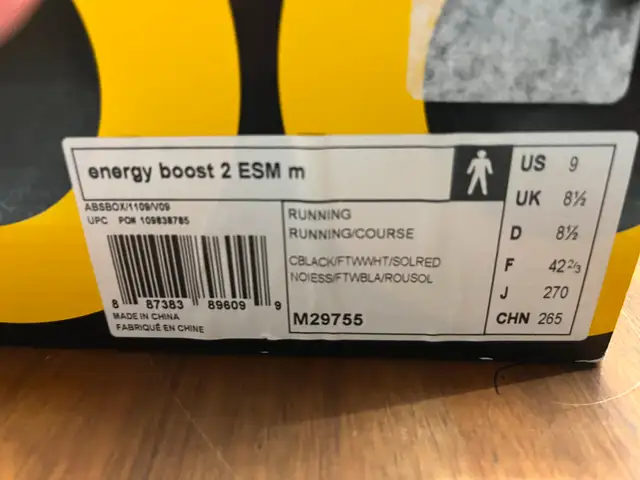 energy boost 2 ESM m
ABSBOX/1109/V09
UPC PO# 109838785
8 87383 89609 9
MADE IN CHINA
FABRIQUÉ EN CHINE
RUNNING
RUNNING/COURSE
CBLACK/FTWWHT/SOLRED
NOIESS/FTWBLA/ROUSOL
M29755
US 9
UK 8½
D 8½
F 42⅔
J 270
CHN 265